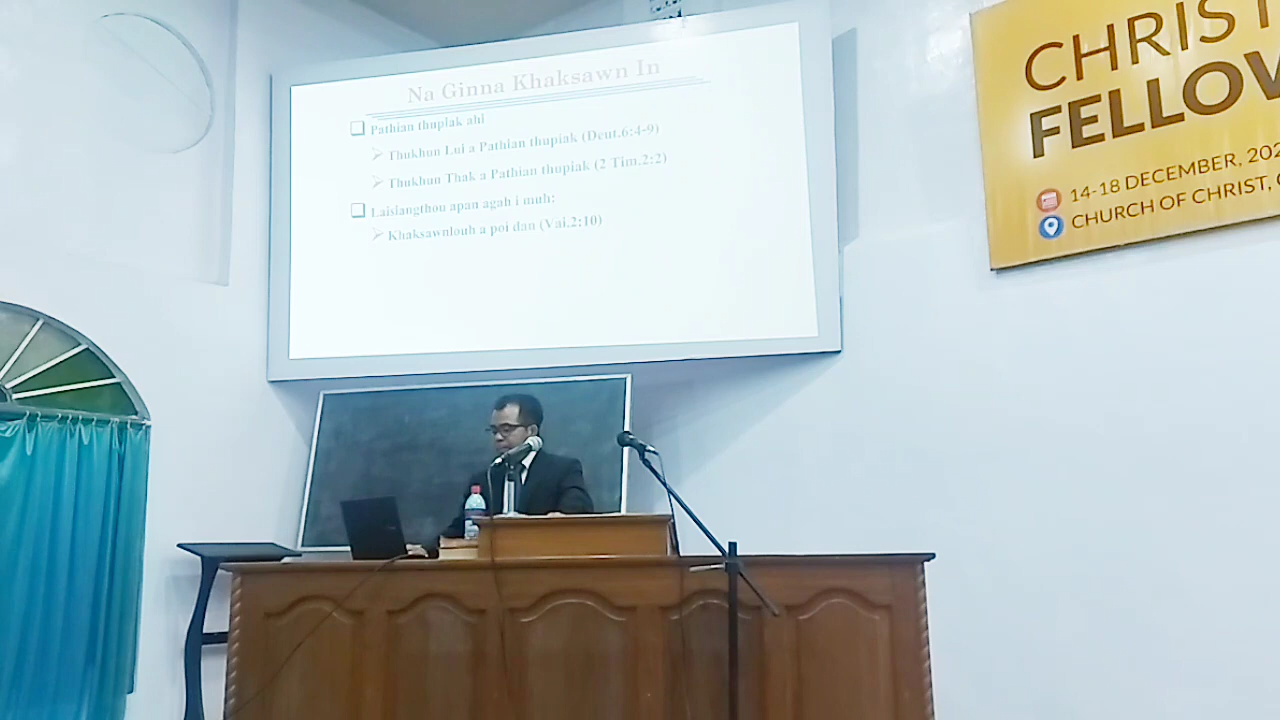 Na Ginna Khaksawn In
Pathian thupiak ahi
Thukhun Lui a Pathian thupiak (Deut.6:4-9)
Thukhun Thak a Pathian thupiak (2 Tim.2:2)
Laisiangthou apan agah i muh:
Khaksawnlouh a poi dan (Vai.2:10)
CHRIST
FELLOW
14-18 DECEMBER, 202
CHURCH OF CHRIST,